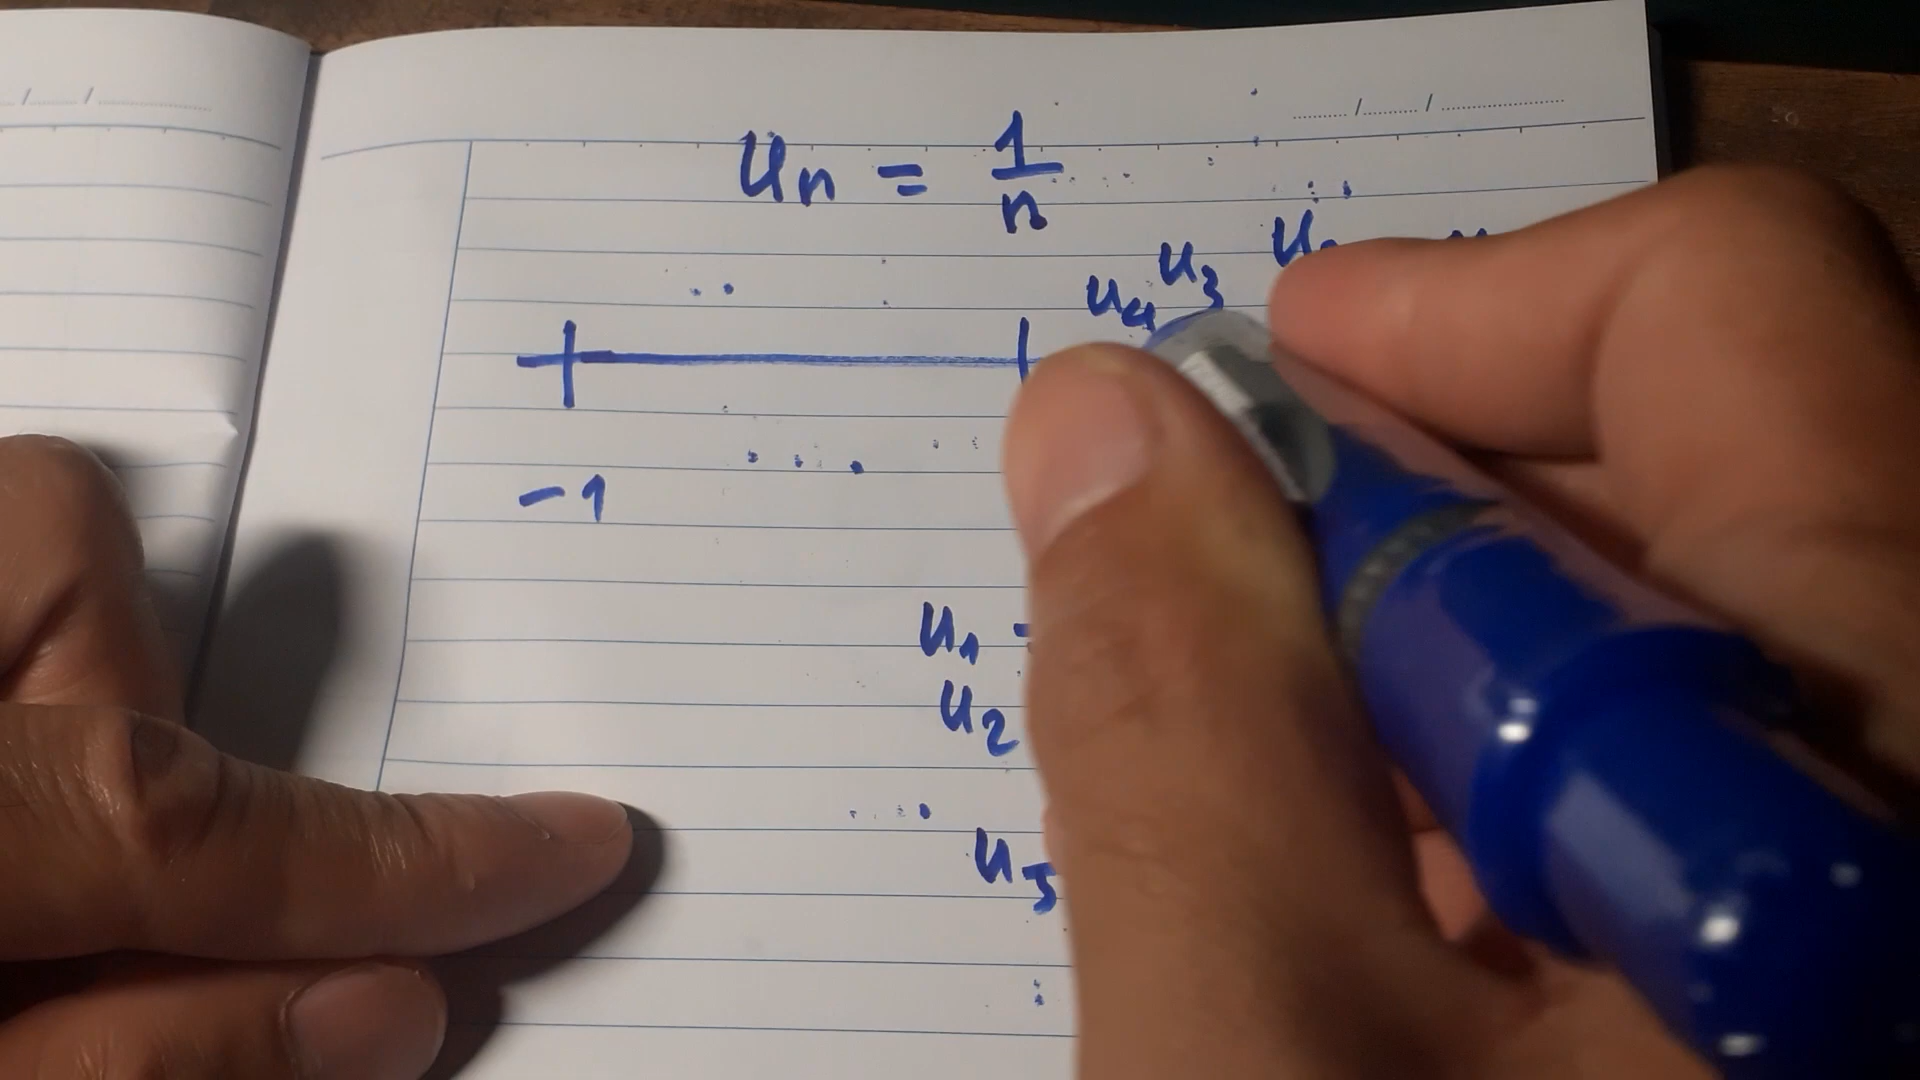 Un = 1/n
u4 u3 u
-1
u1 =
u2
u5